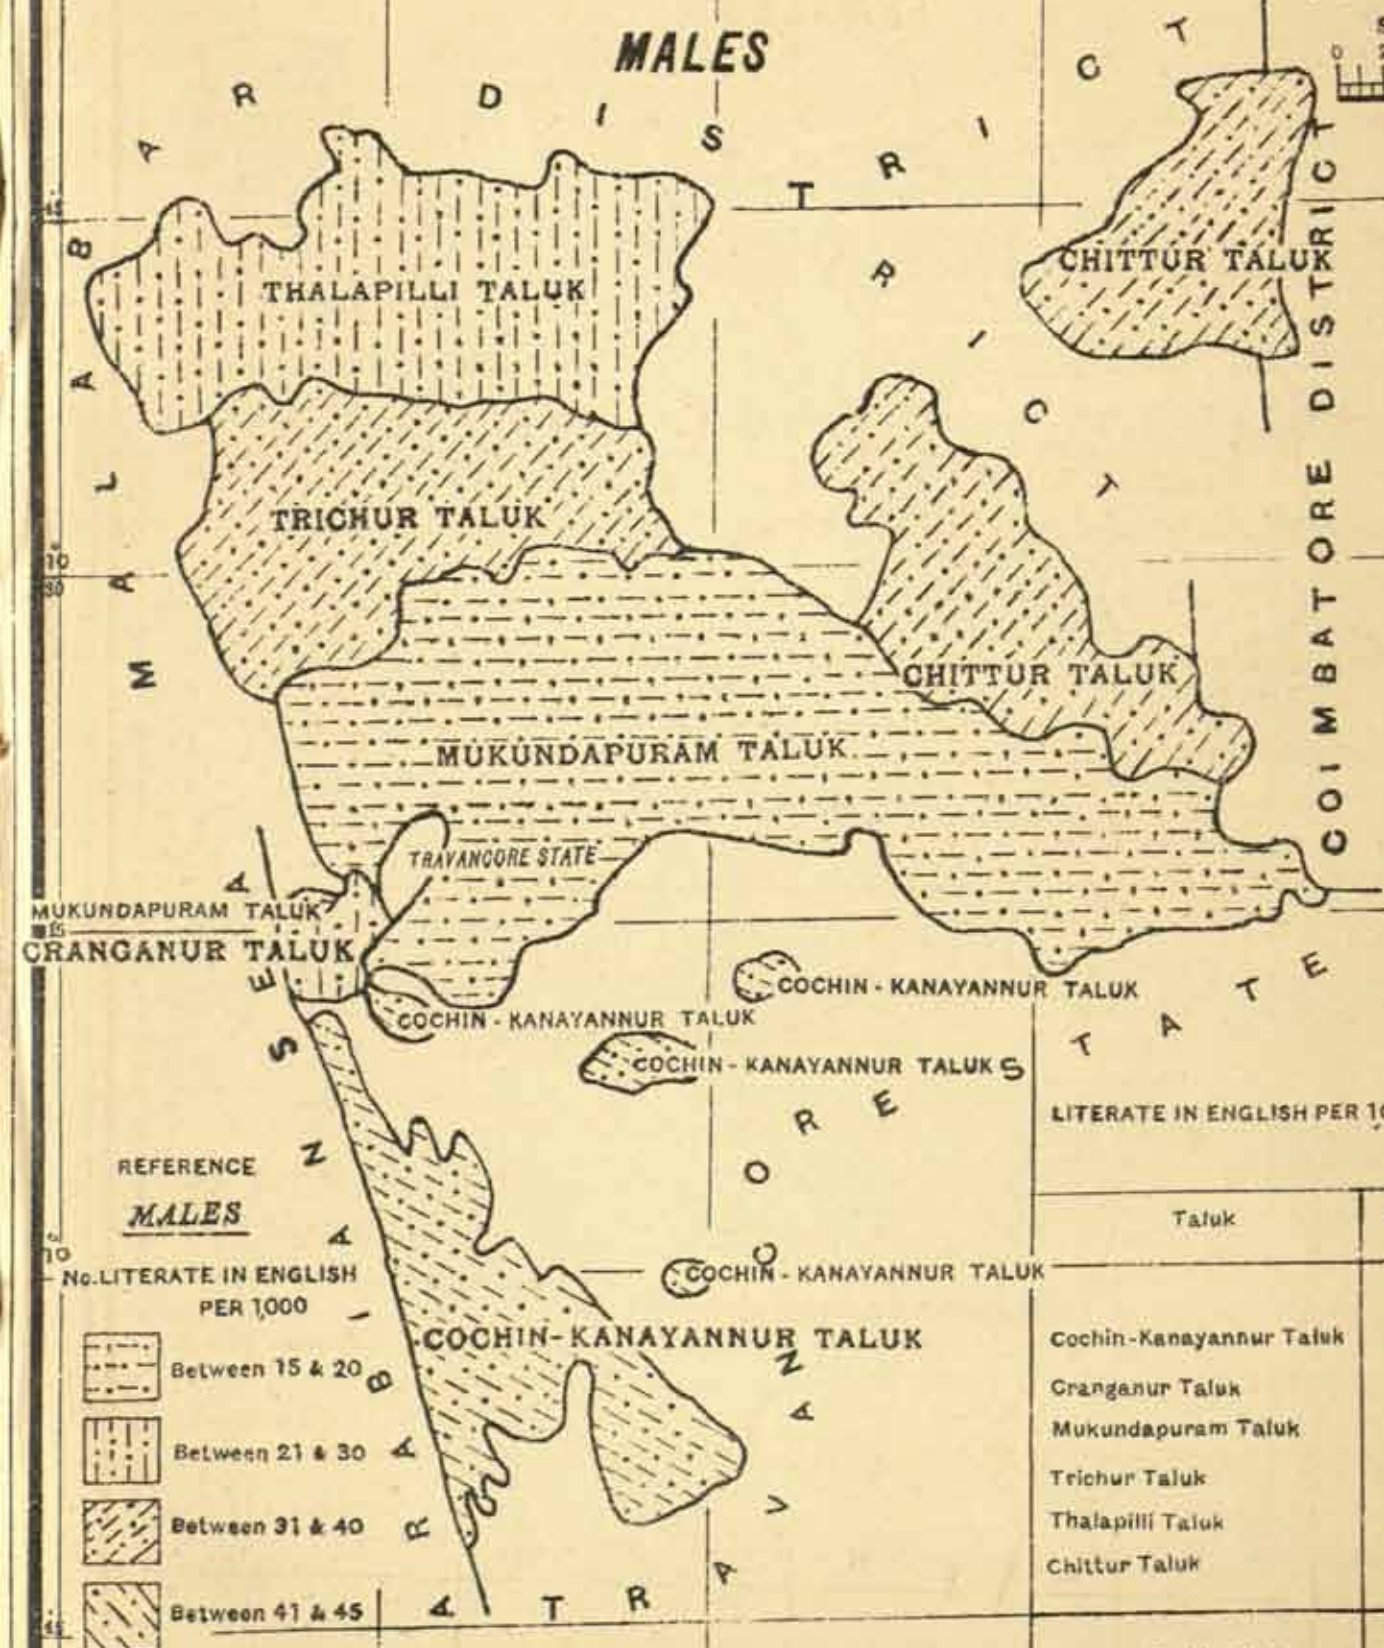 MALES
MALABAR DISTRICT
COIMBATORE DISTRICT
CHITTUR TALUK
THALAPILLI TALUK
TRICHUR TALUK
CHITTUR TALUK
MUKUNDAPURAM TALUK
TRAVANCORE STATE
MUKUNDAPURAM TALUK
CRANGANUR TALUK
COCHIN - KANAYANNUR TALUK
COCHIN - KANAYANNUR TALUK
COCHIN - KANAYANNUR TALUK
COCHIN - KANAYANNUR TALUK
COCHIN-KANAYANNUR TALUK
ARABIAN SEA
TRAVANCORE STATE
10
30
10
45
REFERENCE
MALES
No. LITERATE IN ENGLISH
PER 1,000
Between 15 & 20
Between 21 & 30
Between 31 & 40
Between 41 & 45
LITERATE IN ENGLISH PER
Taluk
Cochin-Kanayannur Taluk
Cranganur Taluk
Mukundapuram Taluk
Trichur Taluk
Thalapilli Taluk
Chittur Taluk